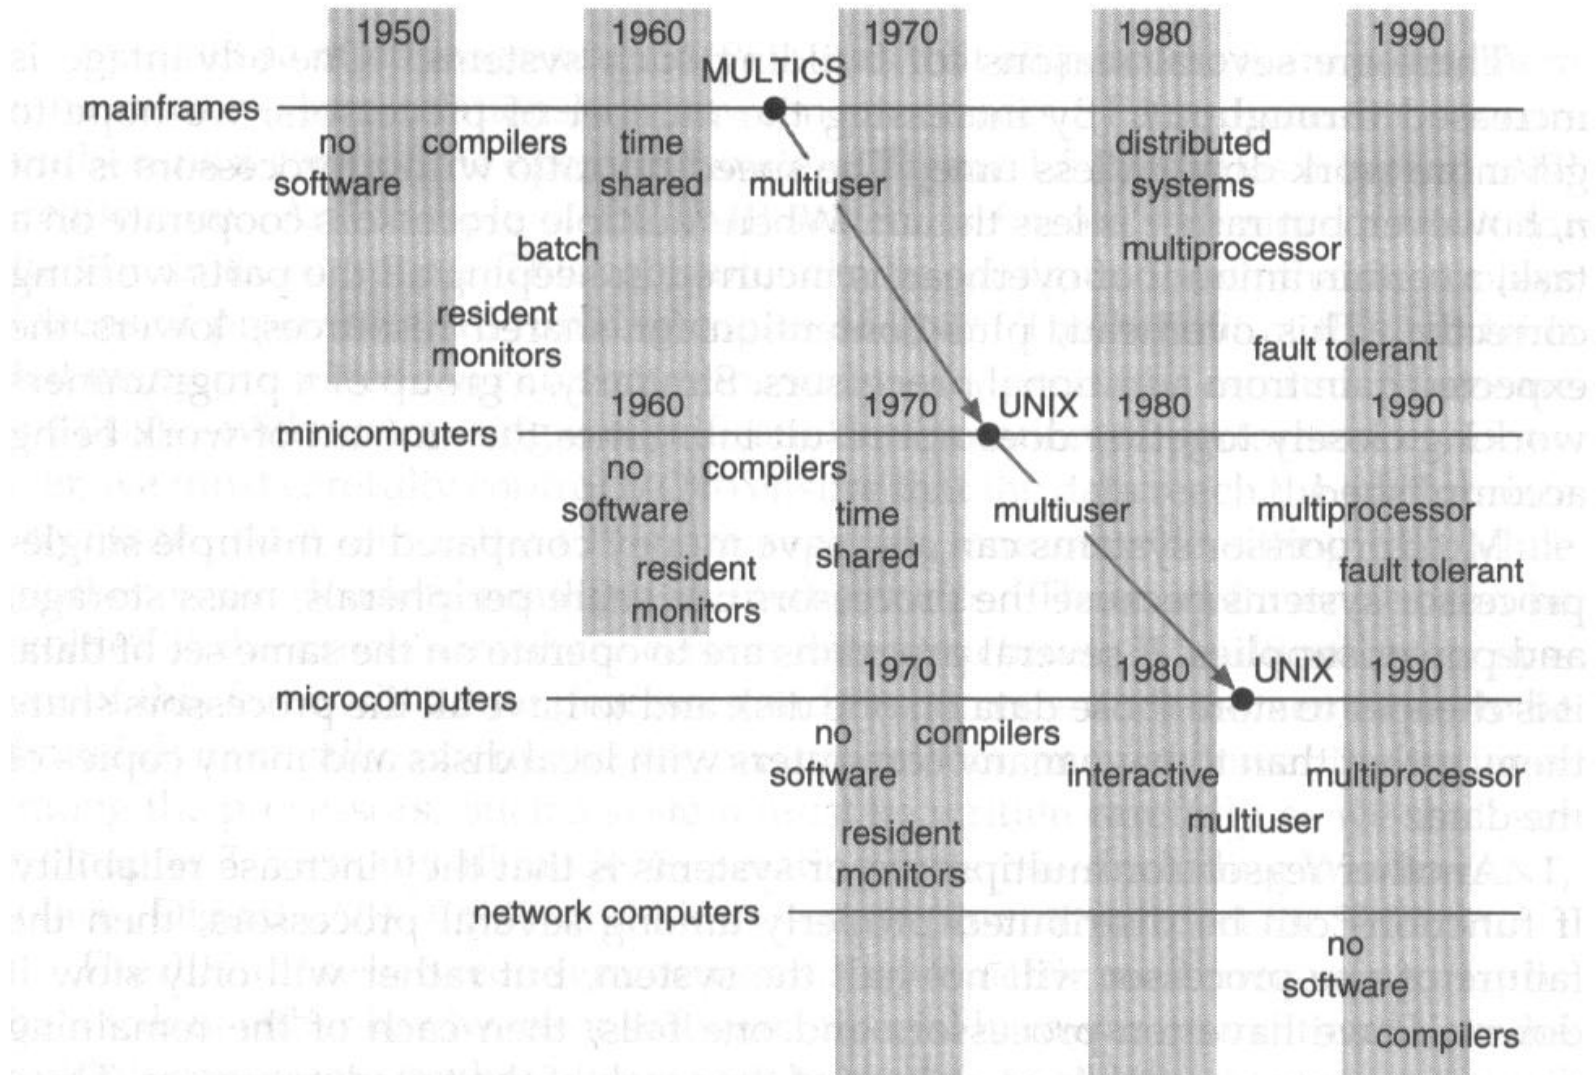 1950 1960 1970 1980 1990
MULTICS
mainframes
no compilers time distributed
software shared multiuser systems
batch multiprocessor
resident
monitors fault tolerant
1960 1970 UNIX 1980 1990
minicomputers
no compilers
software time multiuser multiprocessor
shared
resident fault tolerant
monitors
1970 1980 UNIX 1990
microcomputers
no compilers
software interactive multiprocessor
resident multiuser
monitors
network computers
no
software
compilers